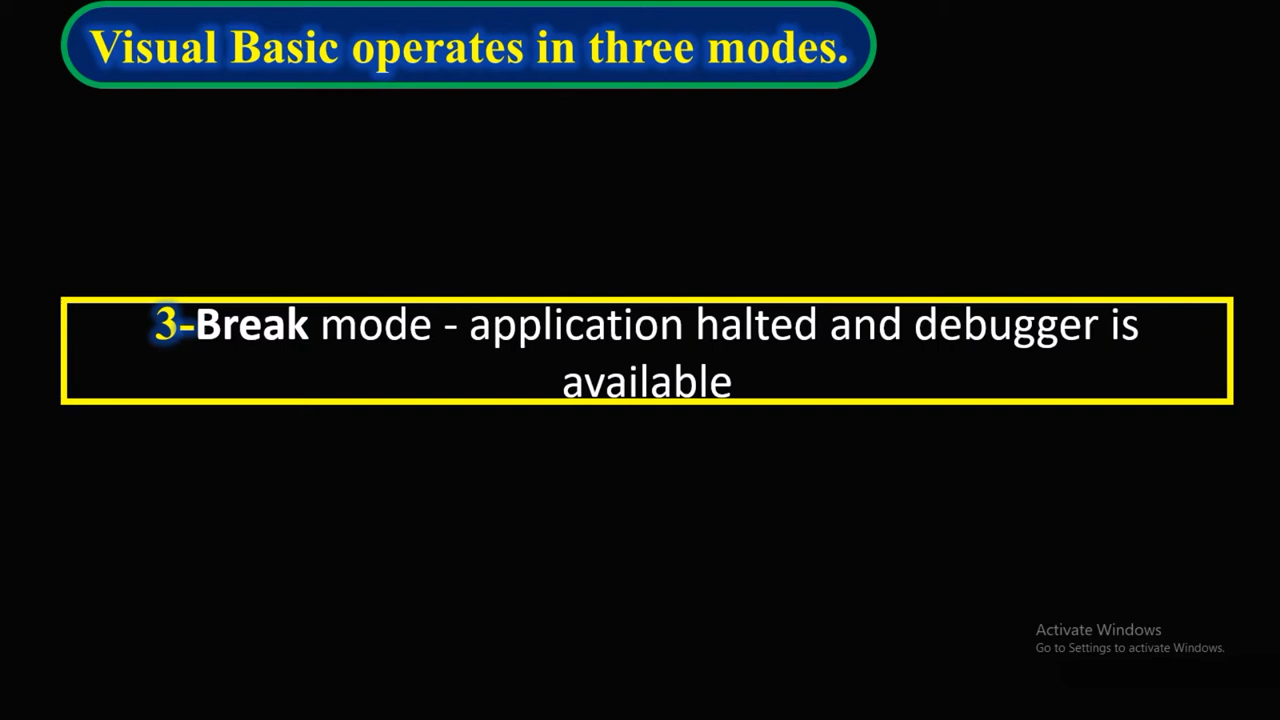 Visual Basic operates in three modes.
3-Break mode - application halted and debugger is
available
Activate Windows
Go to Settings to activate Windows.